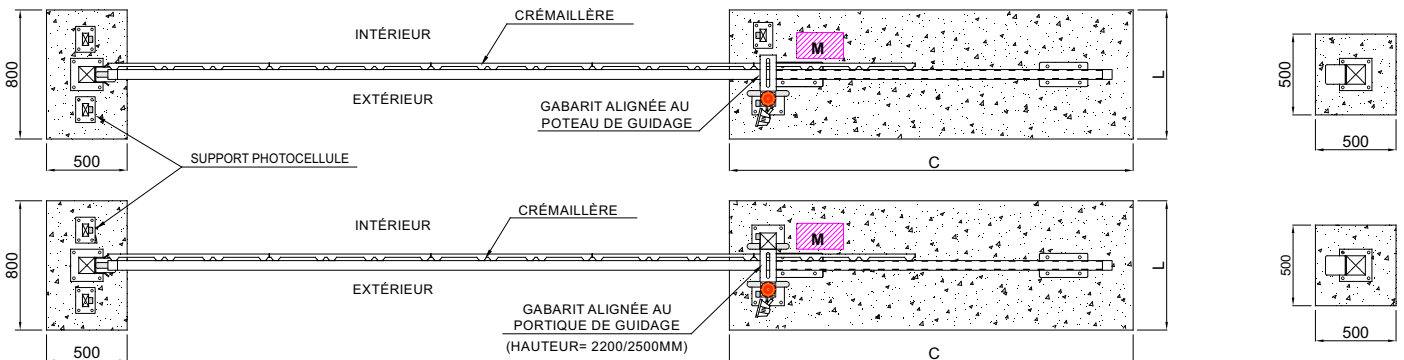 CRÉMAILLÈRE
INTÉRIEUR
M
800
L
500
EXTÉRIEUR
GABARIT ALIGNÉE AU
POTEAU DE GUIDAGE
500
C
500
SUPPORT PHOTOCELLULE
CRÉMAILLÈRE
INTÉRIEUR
M
800
L
500
EXTÉRIEUR
GABARIT ALIGNÉE AU
PORTIQUE DE GUIDAGE
(HAUTEUR= 2200/2500MM)
500
C
500